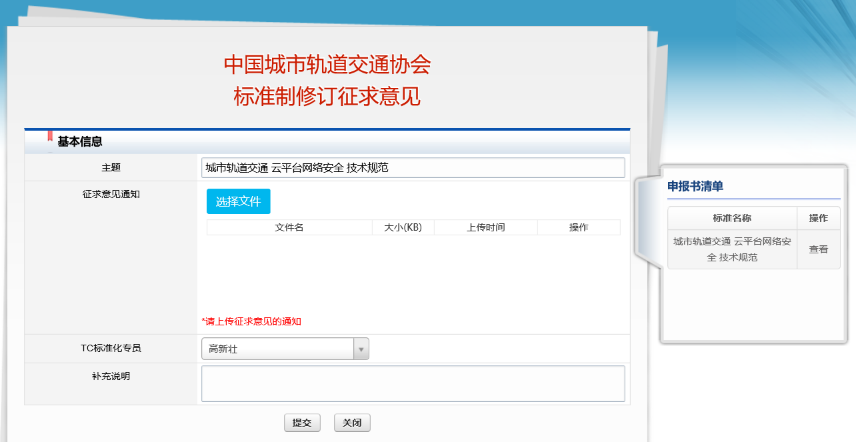 中国城市轨道交通协会
标准制修订征求意见
基本信息
主题
城市轨道交通 云平台网络安全 技术规范
征求意见通知
选择文件
文件名 大小(KB) 上传时间 操作
*请上传征求意见的通知
TC标准化专员
高新壮
补充说明
提交 关闭
申报书清单
标准名称 操作
城市轨道交通 云平台网络安
全 技术规范
查看